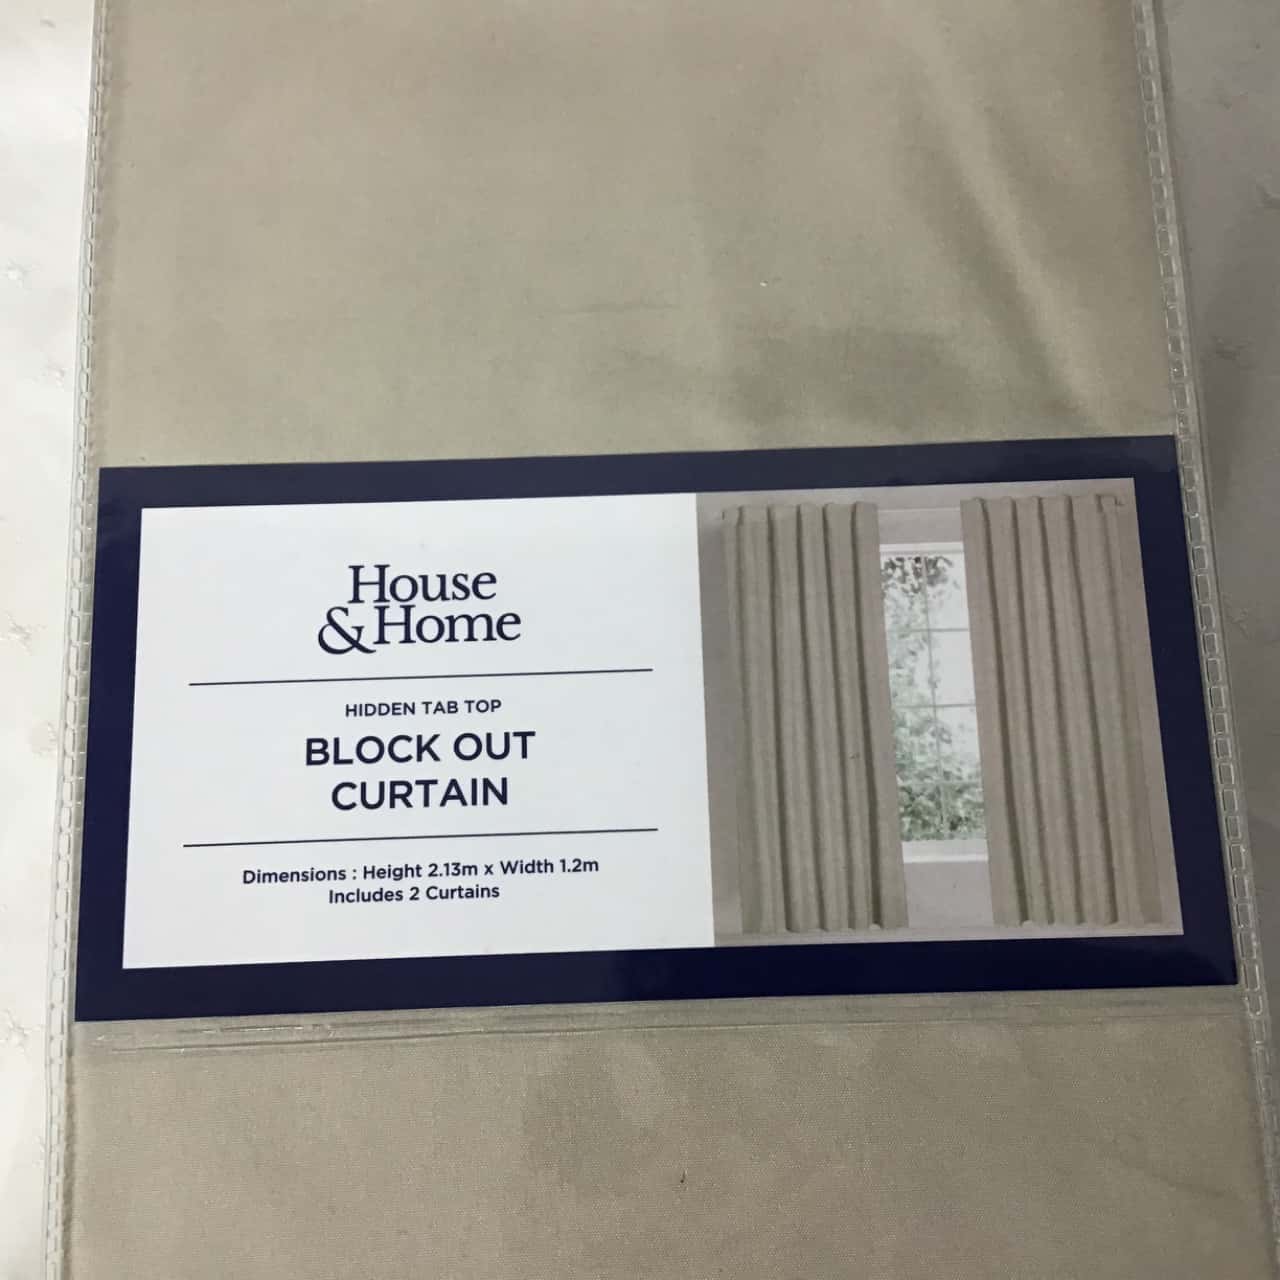 House
& Home
HIDDEN TAB TOP
BLOCK OUT
CURTAIN
Dimensions : Height 2.13m x Width 1.2m
Includes 2 Curtains